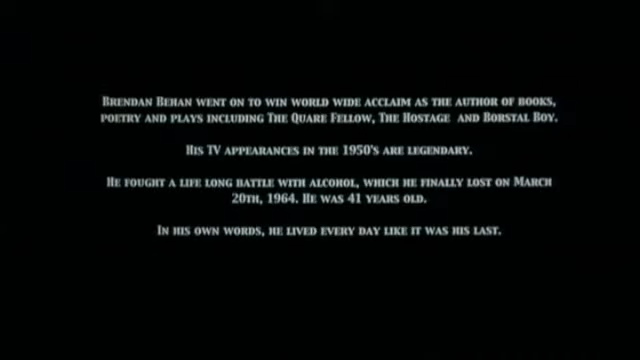 BRENDAN BEHAN WENT ON TO WIN WORLD WIDE ACCLAIM AS THE AUTHOR OF BOOKS,
POETRY AND PLAYS INCLUDING THE QUARE FELLOW, THE HOSTAGE AND BORSTAL BOY.
HIS TV APPEARANCES IN THE 1950'S ARE LEGENDARY.
HE FOUGHT A LIFE LONG BATTLE WITH ALCOHOL, WHICH HE FINALLY LOST ON MARCH
20TH, 1964. HE WAS 41 YEARS OLD.
IN HIS OWN WORDS, HE LIVED EVERY DAY LIKE IT WAS HIS LAST.